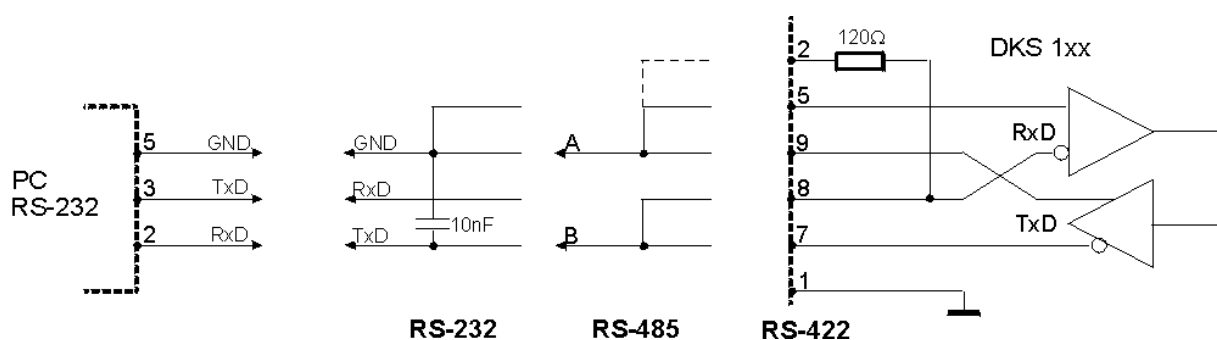 2
120Ω
DKS 1xx
5
RxD
5
GND
GND
A
9
PC
RS-232
3
TxD
RxD
8
10nF
TxD
2
RxD
TxD
B
7
1
RS-232
RS-485
RS-422